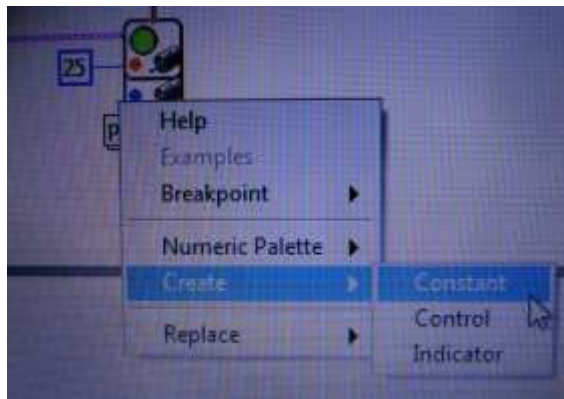 25
P
Help
Examples
Breakpoint
Numeric Palette
Create
Constant
Control
Replace
Indicator